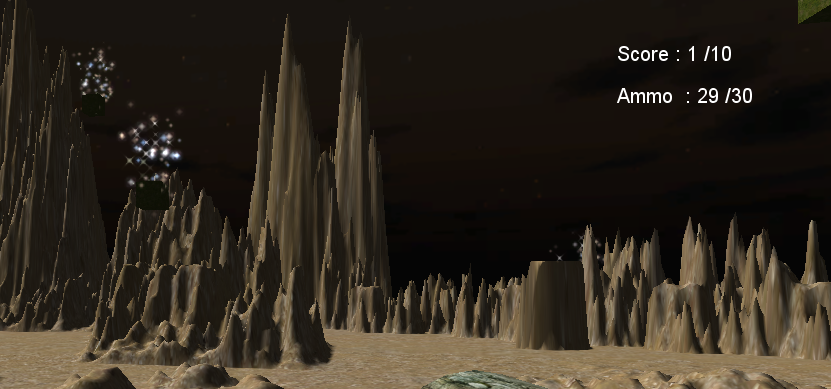 Score : 1 /10
Ammo : 29 /30